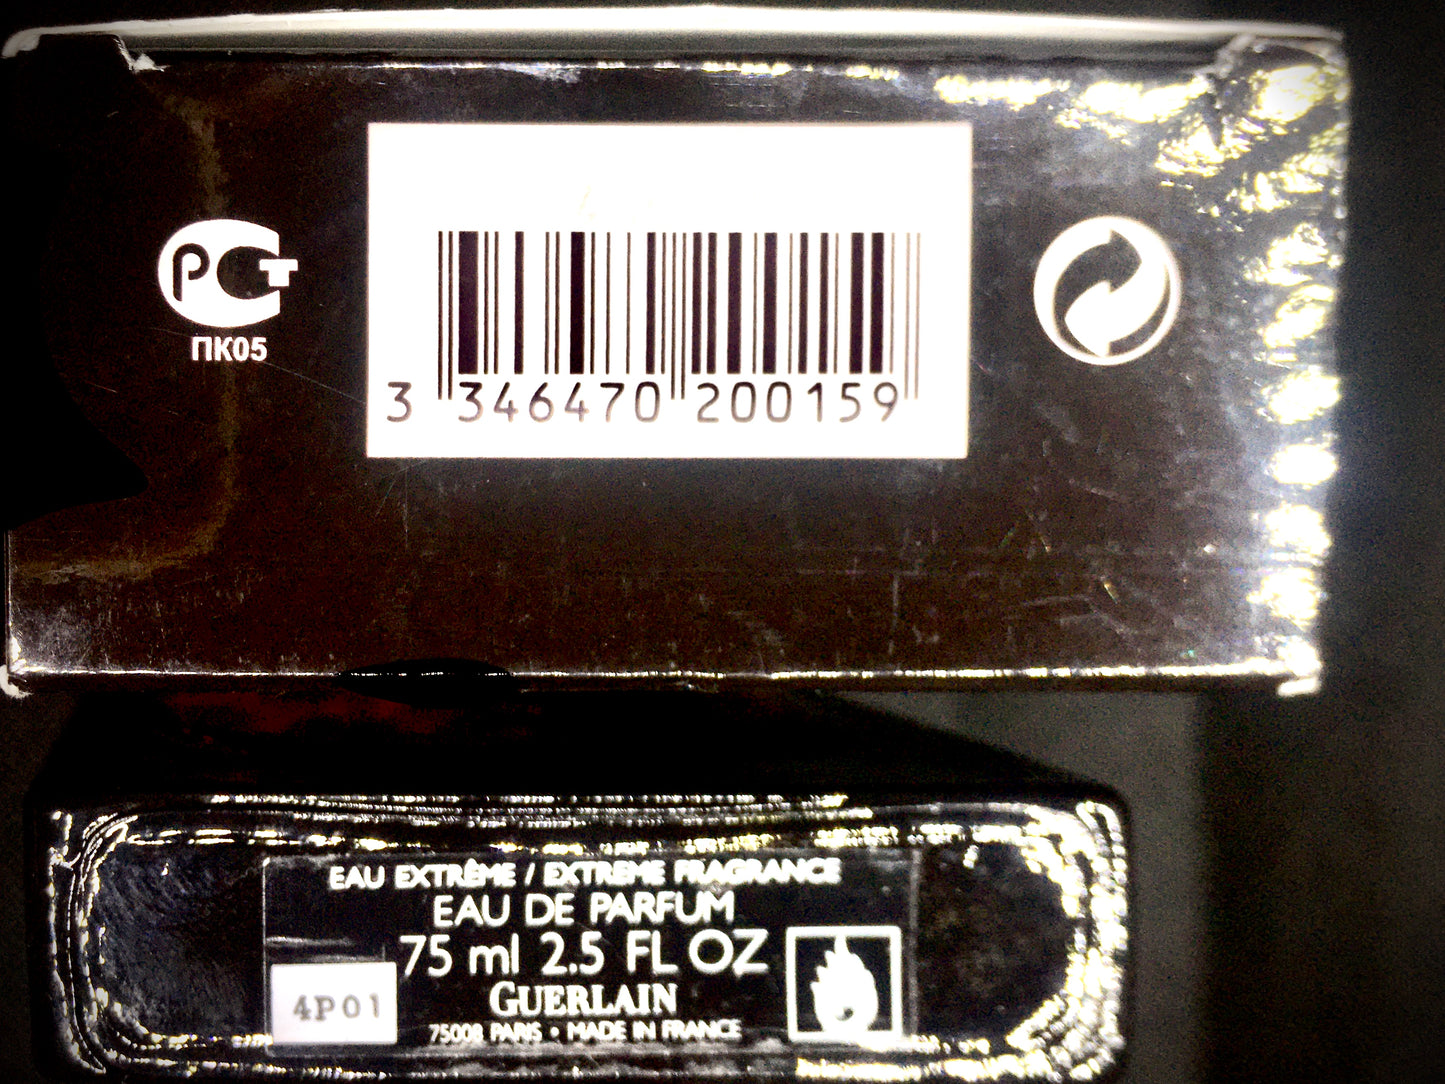 РСТ
ПК05
3 346470 200159
EAU EXTRÊME / EXTREME FRAGRANCE
EAU DE PARFUM
75 ml 2.5 FL OZ
GUERLAIN
4P01
75008 PARIS • MADE IN FRANCE